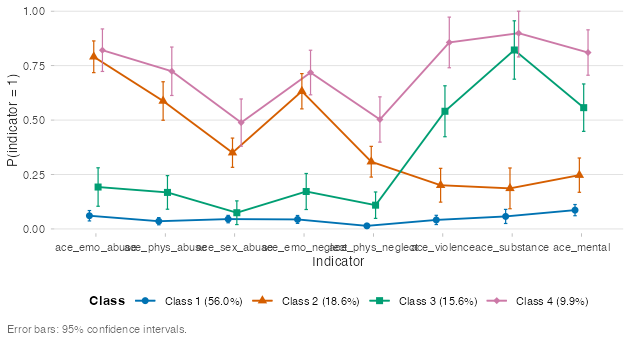 1.00
0.75
0.50
0.25
0.00
P(indicator = 1)
ace_emo_abuse ace_phys_abuse ace_sex_abuse ace_emo_neglect ace_phys_neglect ace_violence ace_substance ace_mental
Indicator
Class Class 1 (56.0%) Class 2 (18.6%) Class 3 (15.6%) Class 4 (9.9%)
Error bars: 95% confidence intervals.